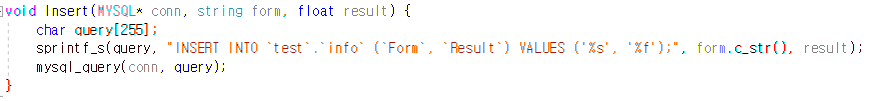 void Insert(MYSQL* conn, string form, float result) {
char query[255];
sprintf_s(query, "INSERT INTO `test`.`info` (`Form`, `Result`) VALUES ('%s', '%f');", form.c_str(), result);
mysql_query(conn, query);
}